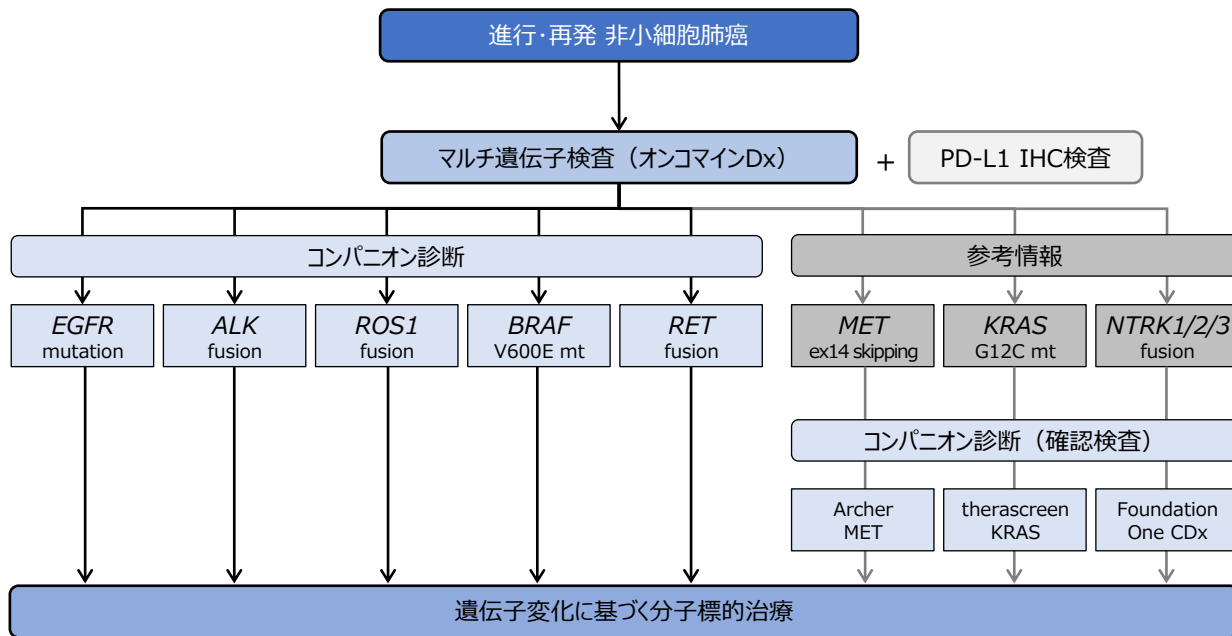 進行・再発 非小細胞肺癌
マルチ遺伝子検査（オンコマインDx）
+
PD-L1 IHC検査
コンパニオン診断
参考情報
EGFR
mutation
ALK
fusion
ROS1
fusion
BRAF
V600E mt
RET
fusion
MET
ex14 skipping
KRAS
G12C mt
NTRK1/2/3
fusion
コンパニオン診断（確認検査）
Archer
MET
therascreen
KRAS
Foundation
One CDx
遺伝子変化に基づく分子標的治療